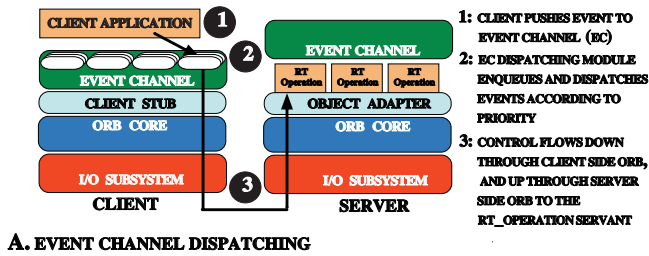 CLIENT APPLICATION
1
2
EVENT CHANNEL
CLIENT STUB
ORB CORE
I/O SUBSYSTEM
CLIENT
3
EVENT CHANNEL
RT Operation
RT Operation
RT Operation
OBJECT ADAPTER
ORB CORE
I/O SUBSYSTEM
SERVER
1: CLIENT PUSHES EVENT TO
EVENT CHANNEL (EC)
2: EC DISPATCHING MODULE
ENQUEUES AND DISPATCHES
EVENTS ACCORDING TO
PRIORITY
3: CONTROL FLOWS DOWN
THROUGH CLIENT SIDE ORB,
AND UP THROUGH SERVER
SIDE ORB TO THE
RT_OPERATION SERVANT
A. EVENT CHANNEL DISPATCHING